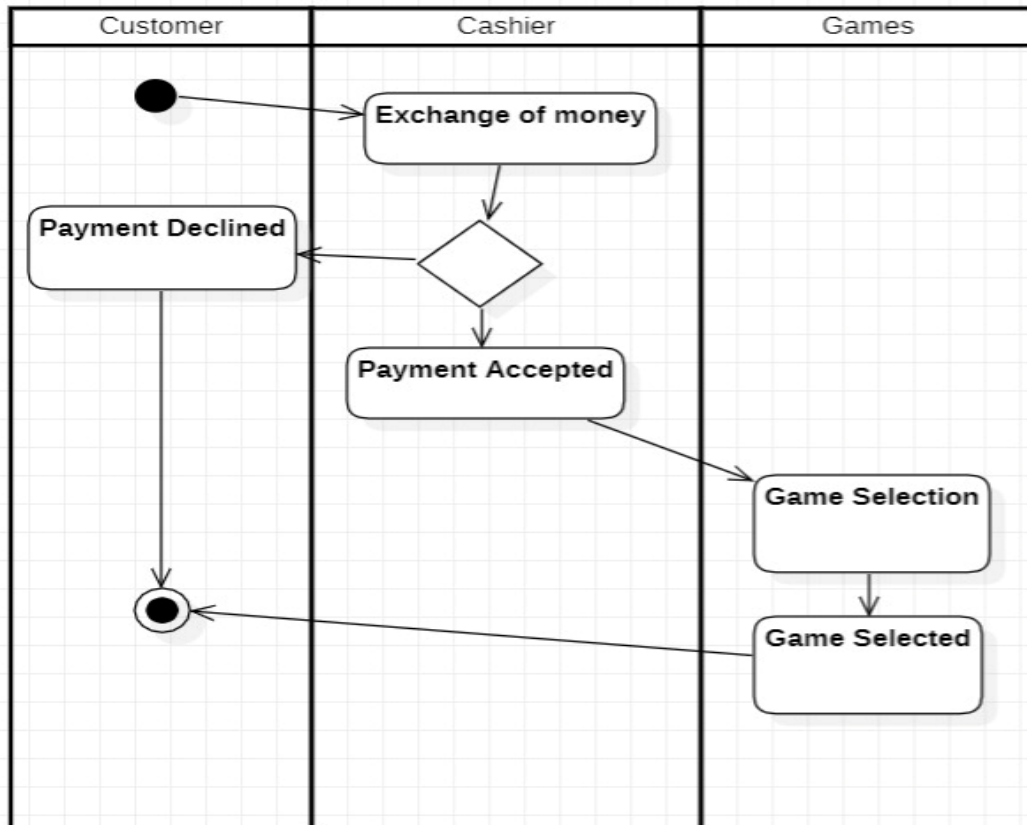 Customer
Cashier
Games
Exchange of money
Payment Declined
Payment Accepted
Game Selection
Game Selected